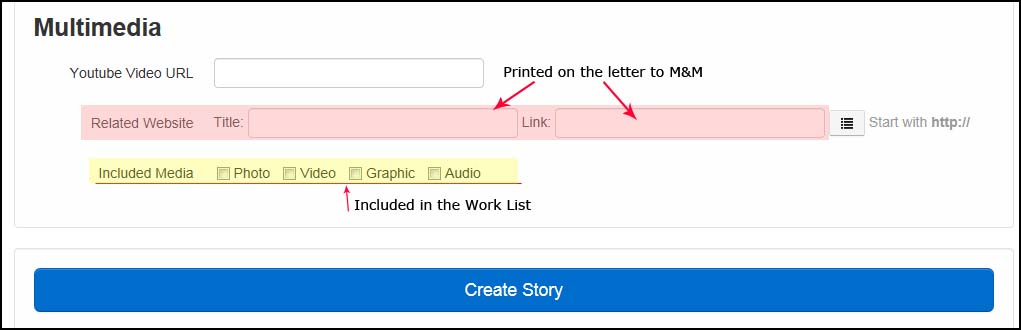 Multimedia
Youtube Video URL
Printed on the letter to M&M
Related Website Title: Link: Start with http://
Included Media Photo Video Graphic Audio
Included in the Work List
Create Story